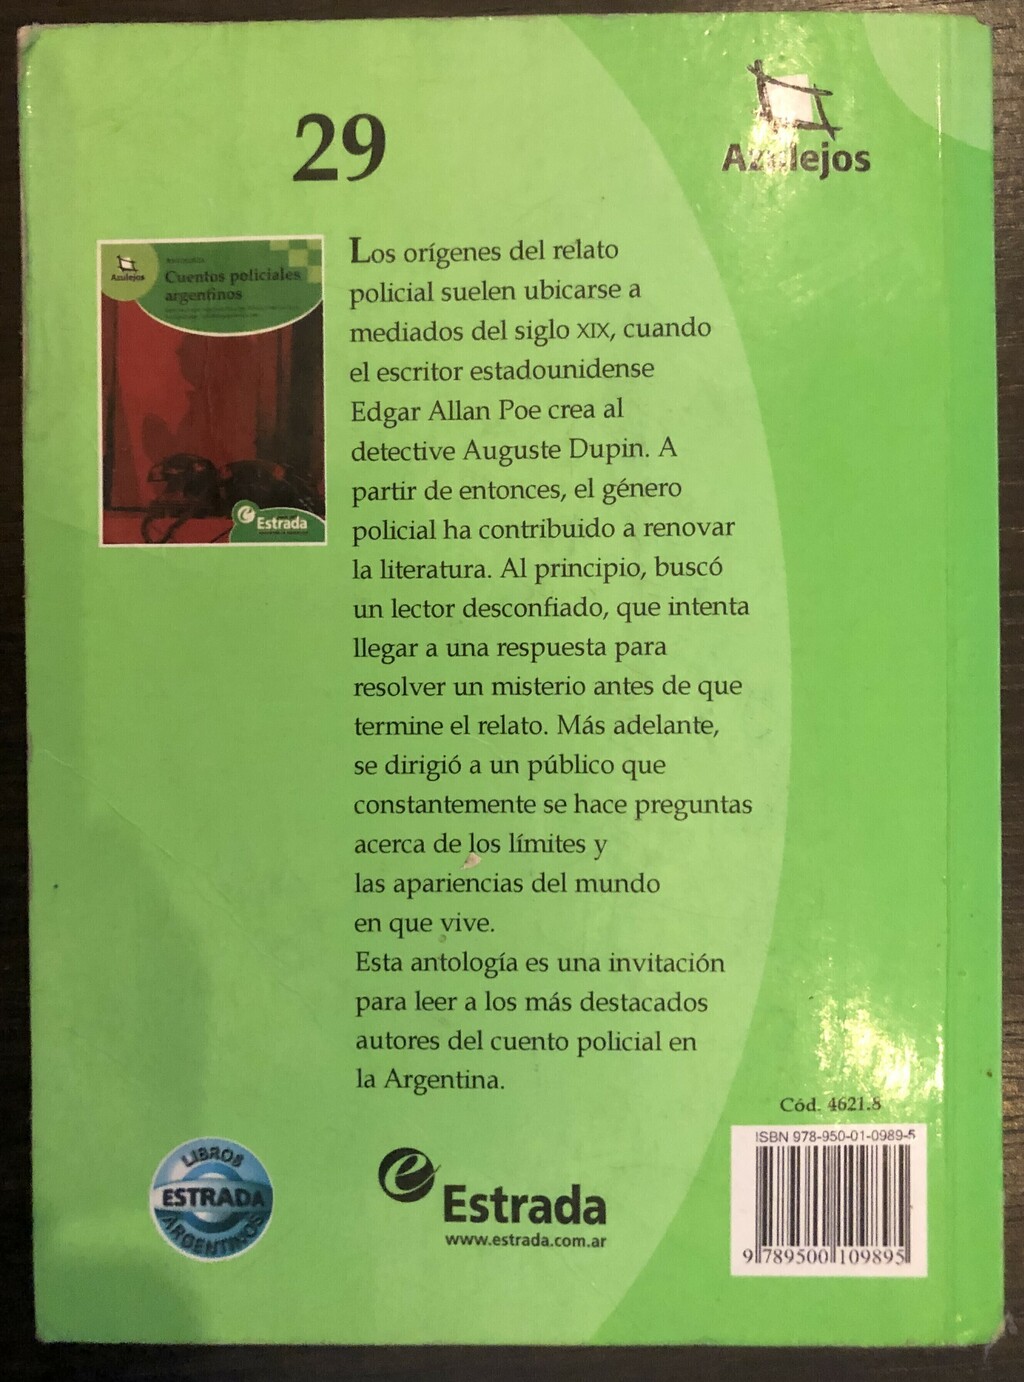 29
Azulejos
Azulejos
Cuentos policiales
argentinos
Estrada
Los orígenes del relato
policial suelen ubicarse a
mediados del siglo XIX, cuando
el escritor estadounidense
Edgar Allan Poe crea al
detective Auguste Dupin. A
partir de entonces, el género
policial ha contribuido a renovar
la literatura. Al principio, buscó
un lector desconfiado, que intenta
llegar a una respuesta para
resolver un misterio antes de que
termine el relato. Más adelante,
se dirigió a un público que
constantemente se hace preguntas
acerca de los límites y
las apariencias del mundo
en que vive.
Esta antología es una invitación
para leer a los más destacados
autores del cuento policial en
la Argentina.
Cód. 4621.8
ISBN 978-950-01-0989-5
9 789500 109895
LIBROS
ESTRADA
ARGENTINOS
Estrada
www.estrada.com.ar